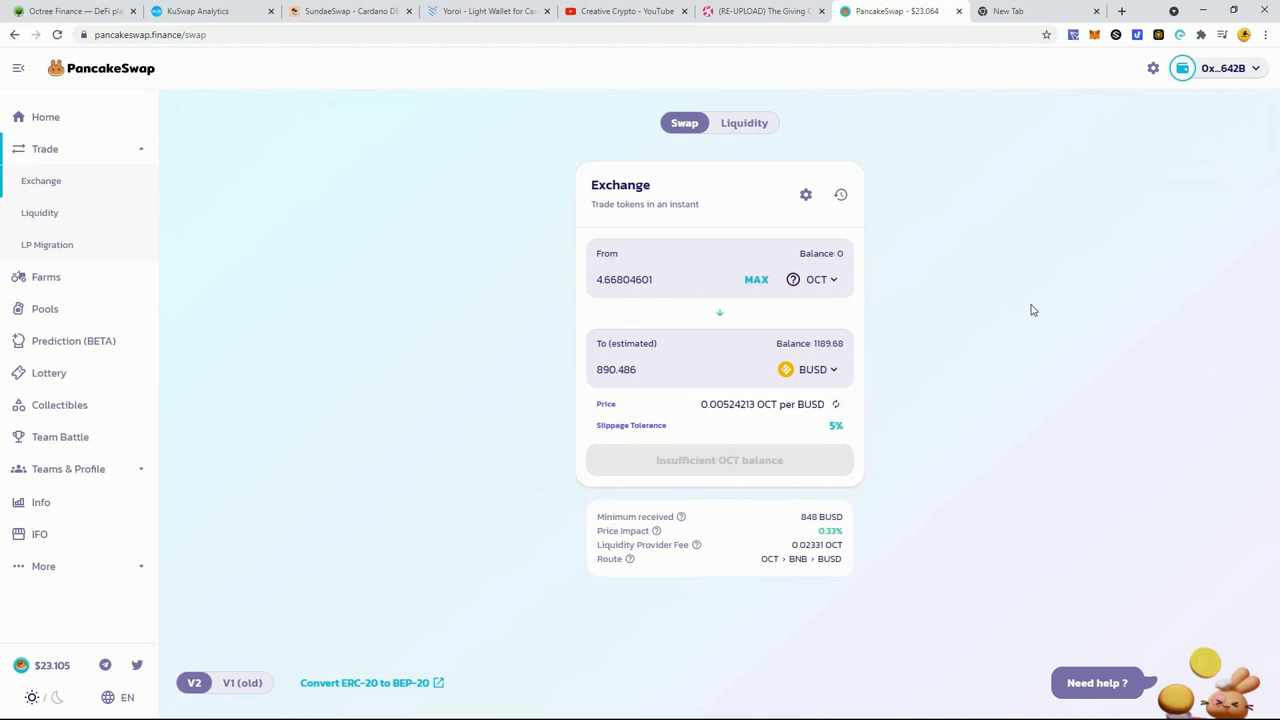 Octree Finance — DeFi pla
KuSwap Analytics
SundaeSwap - Cardano DE
Yoroi - Light Wallet for Car
Creative Crypto - YouTube
(RE-UPLOAD) The Giving C
PancakeSwap - $23.064
New Tab
pancakeswap.finance/swap
PancakeSwap
0x...642B
Home
Trade
Exchange
Liquidity
LP Migration
Farms
Pools
Prediction (BETA)
Lottery
Collectibles
Team Battle
Teams & Profile
Info
IFO
More
$23.105
EN
Swap
Liquidity
Exchange
Trade tokens in an instant
From
Balance: 0
4.66804601
MAX
OCT
To (estimated)
Balance: 1189.68
890.486
BUSD
Price
0.00524213 OCT per BUSD
Slippage Tolerance
5%
Insufficient OCT balance
Minimum received
848 BUSD
Price Impact
0.33%
Liquidity Provider Fee
0.02331 OCT
Route
OCT > BNB > BUSD
V2
V1 (old)
Convert ERC-20 to BEP-20
Need help ?